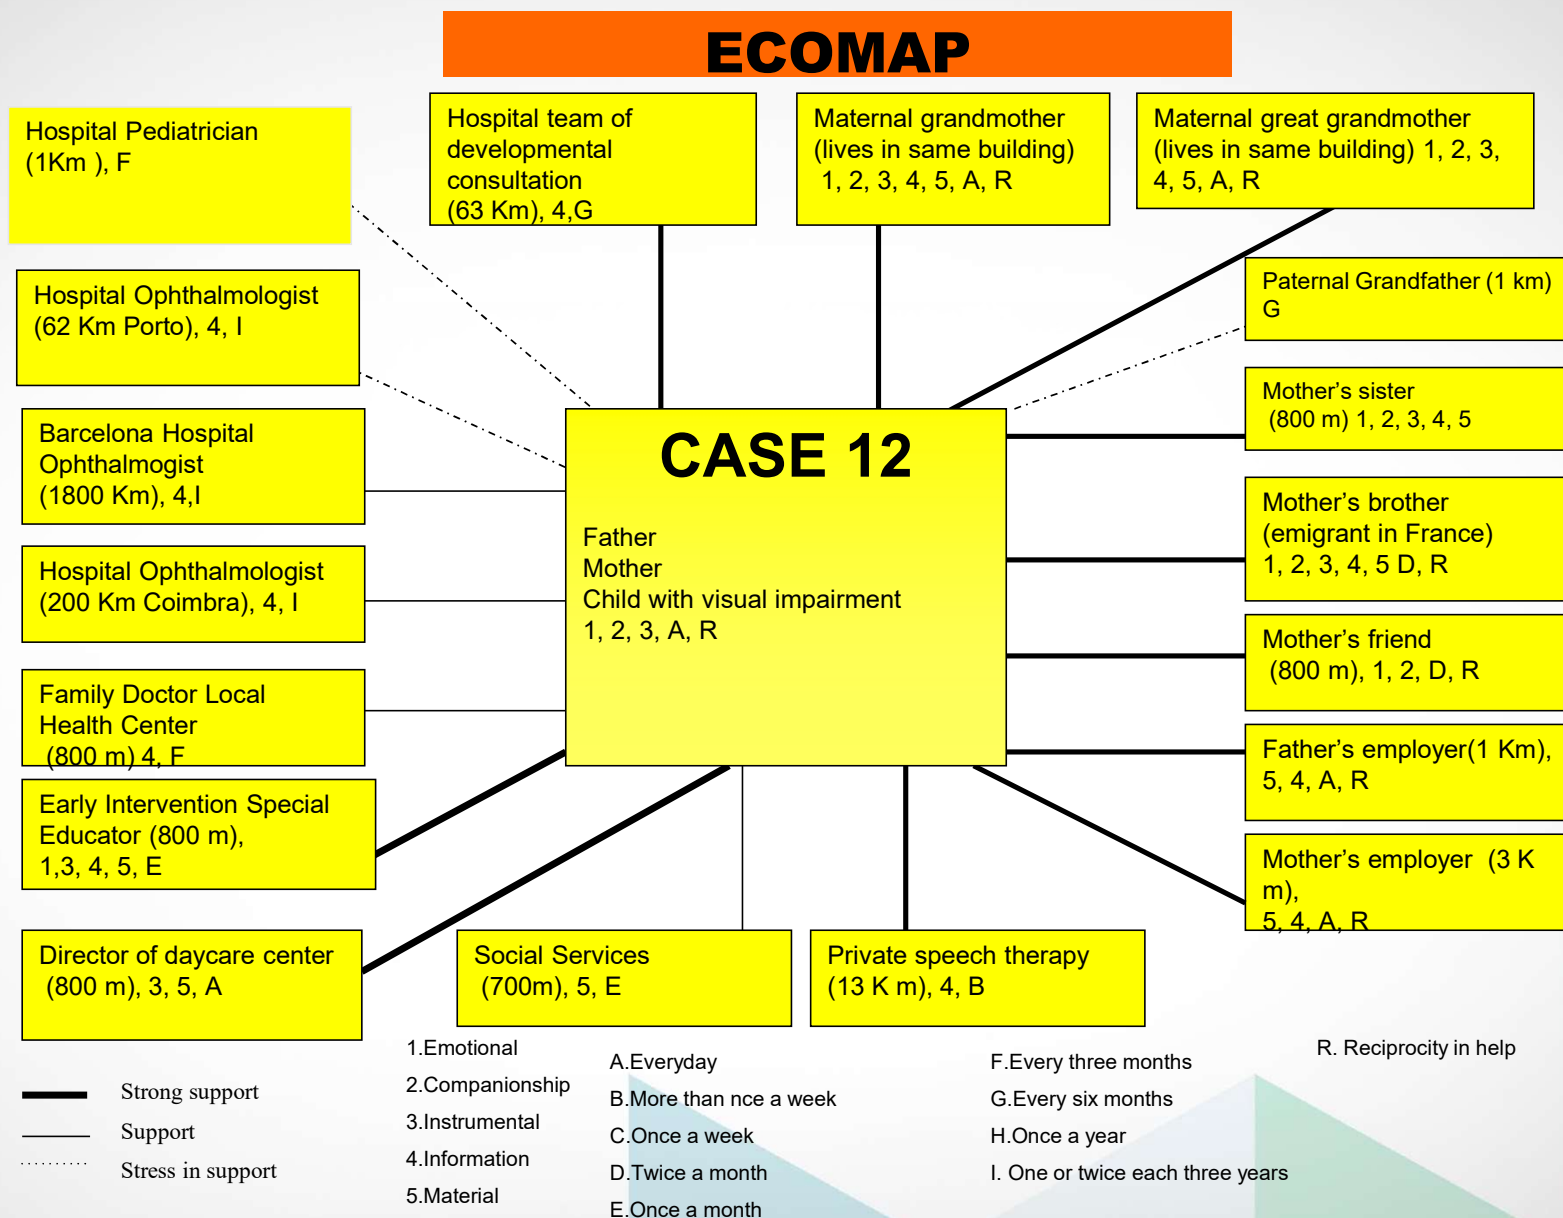 ECOMAP
Hospital Pediatrician
(1Km ), F
Hospital team of
developmental
consultation
(63 Km), 4,G
Maternal grandmother
(lives in same building)
1, 2, 3, 4, 5, A, R
Maternal great grandmother
(lives in same building) 1, 2, 3,
4, 5, A, R
Hospital Ophthalmologist
(62 Km Porto), 4, I
Paternal Grandfather (1 km)
G
Mother’s sister
(800 m) 1, 2, 3, 4, 5
Barcelona Hospital
Ophthalmogist
(1800 Km), 4,I
CASE 12
Father
Mother
Child with visual impairment
1, 2, 3, A, R
Mother’s brother
(emigrant in France)
1, 2, 3, 4, 5 D, R
Hospital Ophthalmologist
(200 Km Coimbra), 4, I
Mother’s friend
(800 m), 1, 2, D, R
Family Doctor Local
Health Center
(800 m) 4, F
Father’s employer(1 Km),
5, 4, A, R
Early Intervention Special
Educator (800 m),
1,3, 4, 5, E
Mother’s employer (3 K
m),
5, 4, A, R
Director of daycare center
(800 m), 3, 5, A
Social Services
(700m), 5, E
Private speech therapy
(13 K m), 4, B
Strong support
Support
Stress in support
1.Emotional
2.Companionship
3.Instrumental
4.Information
5.Material
A.Everyday
B.More than nce a week
C.Once a week
D.Twice a month
E.Once a month
F.Every three months
G.Every six months
H.Once a year
I. One or twice each three years
R. Reciprocity in help